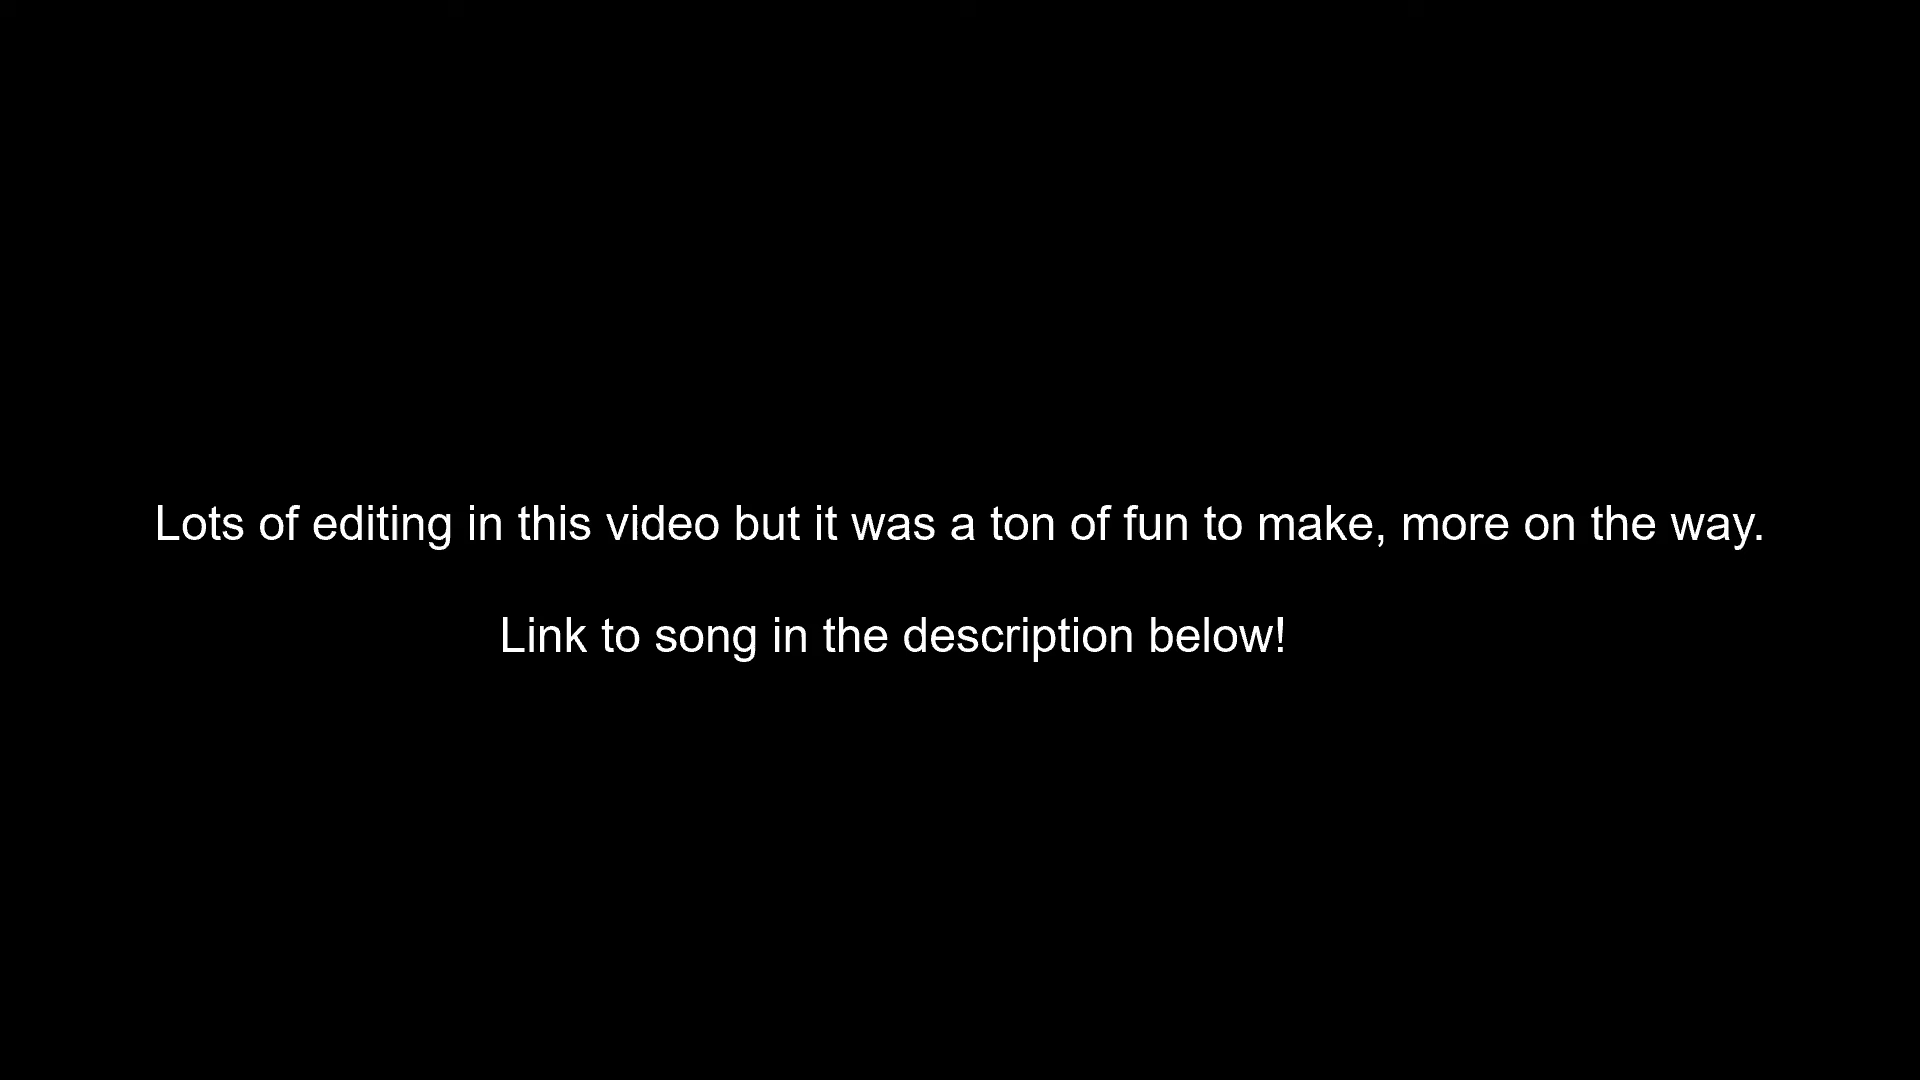 Lots of editing in this video but it was a ton of fun to make, more on the way.
Link to song in the description below!